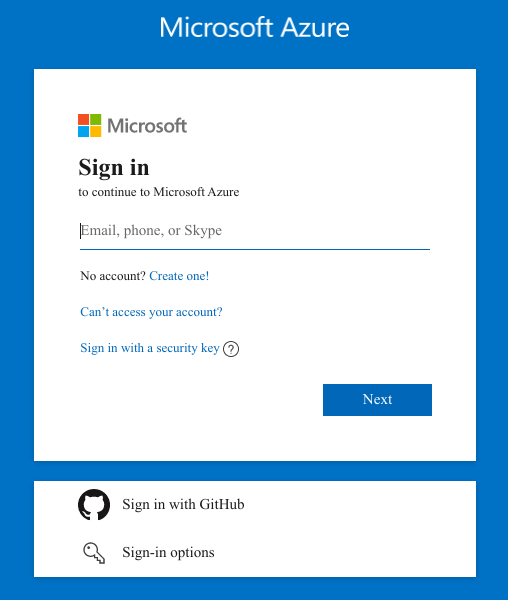 Microsoft Azure
Microsoft
Sign in
to continue to Microsoft Azure
Email, phone, or Skype
No account? Create one!
Can’t access your account?
Sign in with a security key ?
Next
Sign in with GitHub
Sign-in options